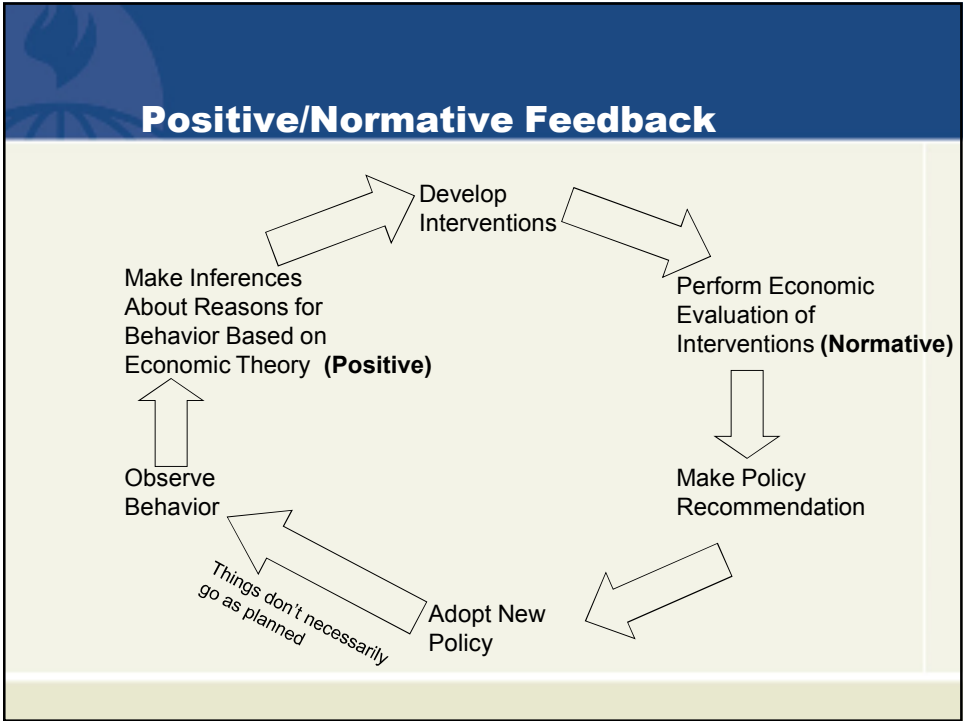 Positive/Normative Feedback
Develop
Interventions
Perform Economic
Evaluation of
Interventions (Normative)
Make Policy
Recommendation
Adopt New
Policy
Things don't necessarily
go as planned
Observe
Behavior
Make Inferences
About Reasons for
Behavior Based on
Economic Theory (Positive)